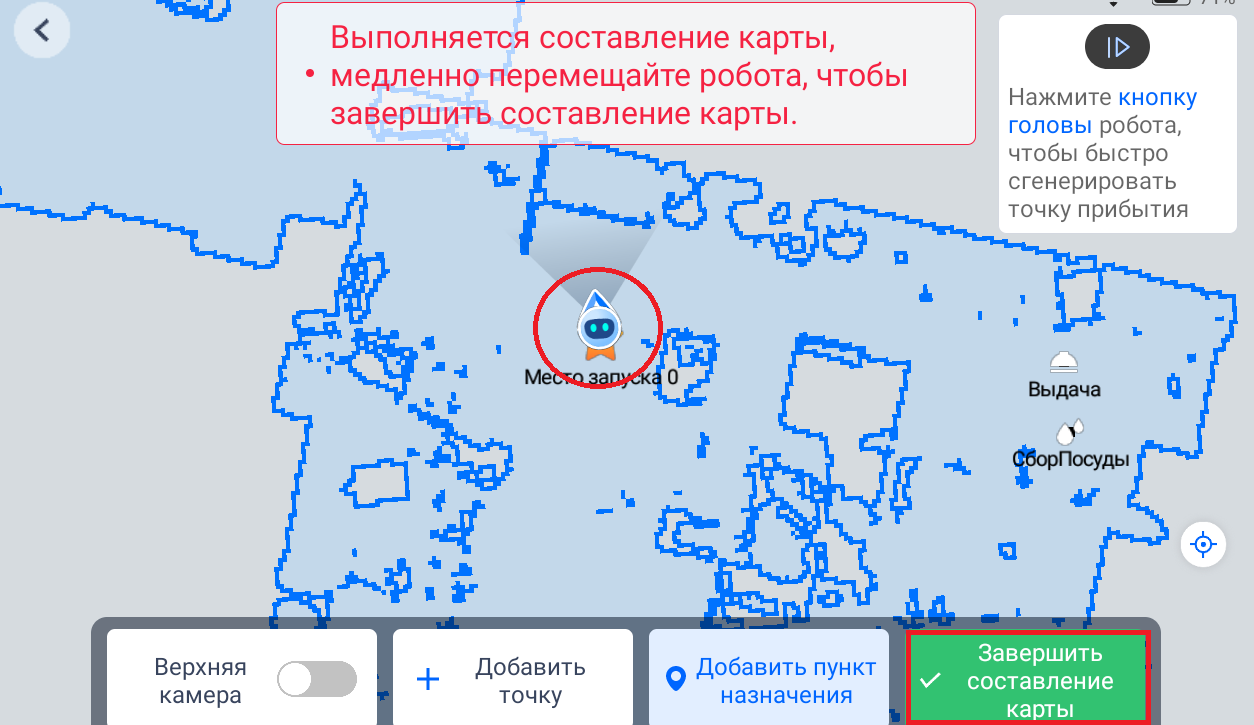 Выполняется составление карты,
• медленно перемещайте робота, чтобы
завершить составление карты.
Нажмите кнопку
головы робота,
чтобы быстро
сгенерировать
точку прибытия
Место запуска 0
Выдача
СборПосуды
Верхняя
камера
+ Добавить
точку
Добавить пункт
назначения
Завершить
составление
карты